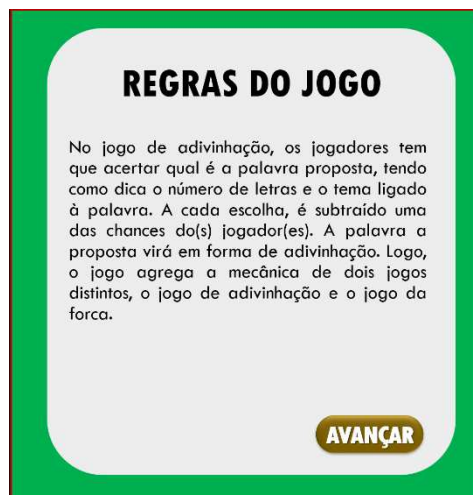 REGRAS DO JOGO
No jogo de adivinhação, os jogadores tem
que acertar qual é a palavra proposta, tendo
como dica o número de letras e o tema ligado
à palavra. A cada escolha, é subtraído uma
das chances do(s) jogador(es). A palavra a
proposta virá em forma de adivinhação. Logo,
o jogo agrega a mecânica de dois jogos
distintos, o jogo de adivinhação e o jogo da
forca.
AVANÇAR